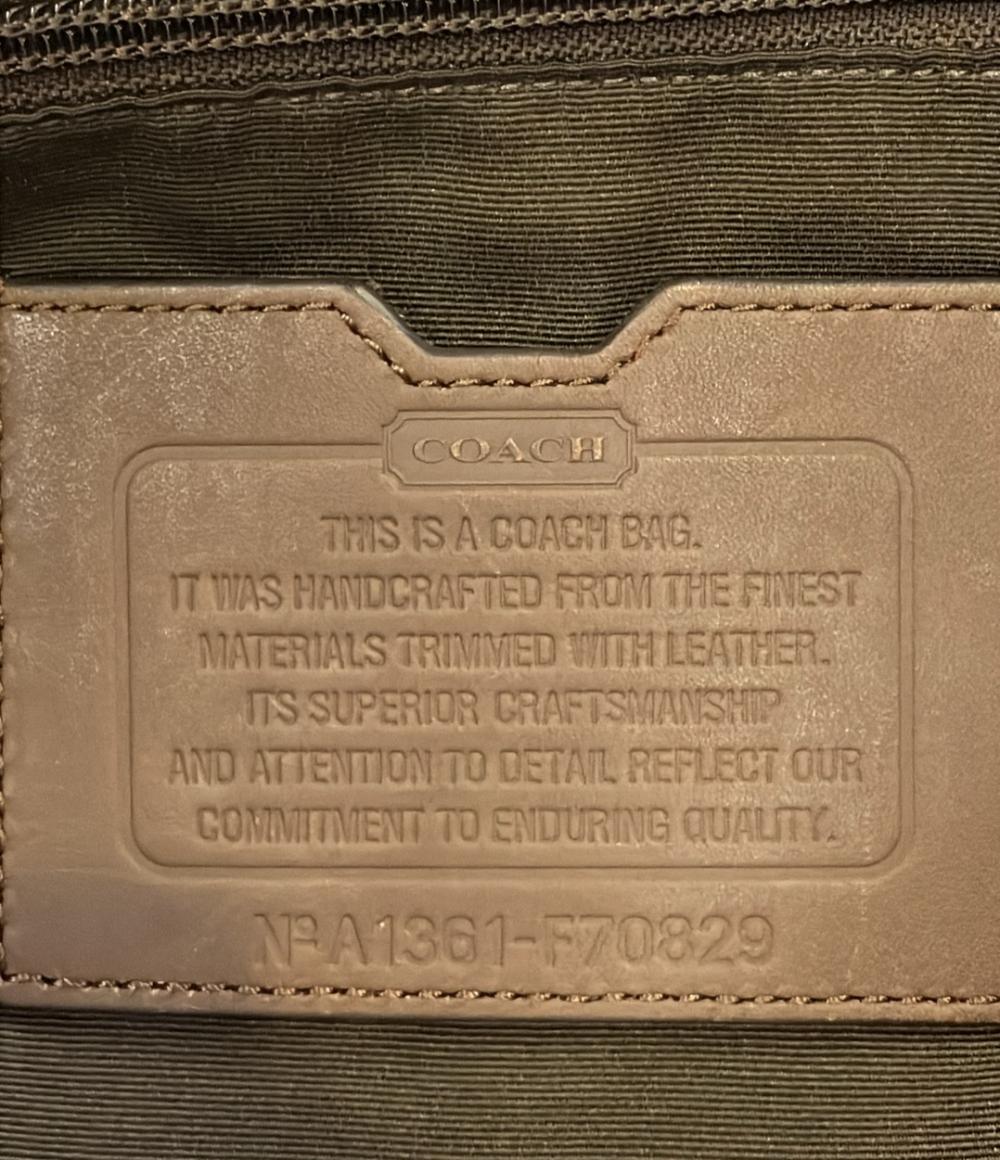 COACH
THIS IS A COACH BAG.
IT WAS HANDCRAFTED FROM THE FINEST
MATERIALS TRIMMED WITH LEATHER.
ITS SUPERIOR CRAFTSMANSHIP
AND ATTENTION TO DETAIL REFLECT OUR
COMMITMENT TO ENDURING QUALITY.
Nº A1361-F70829